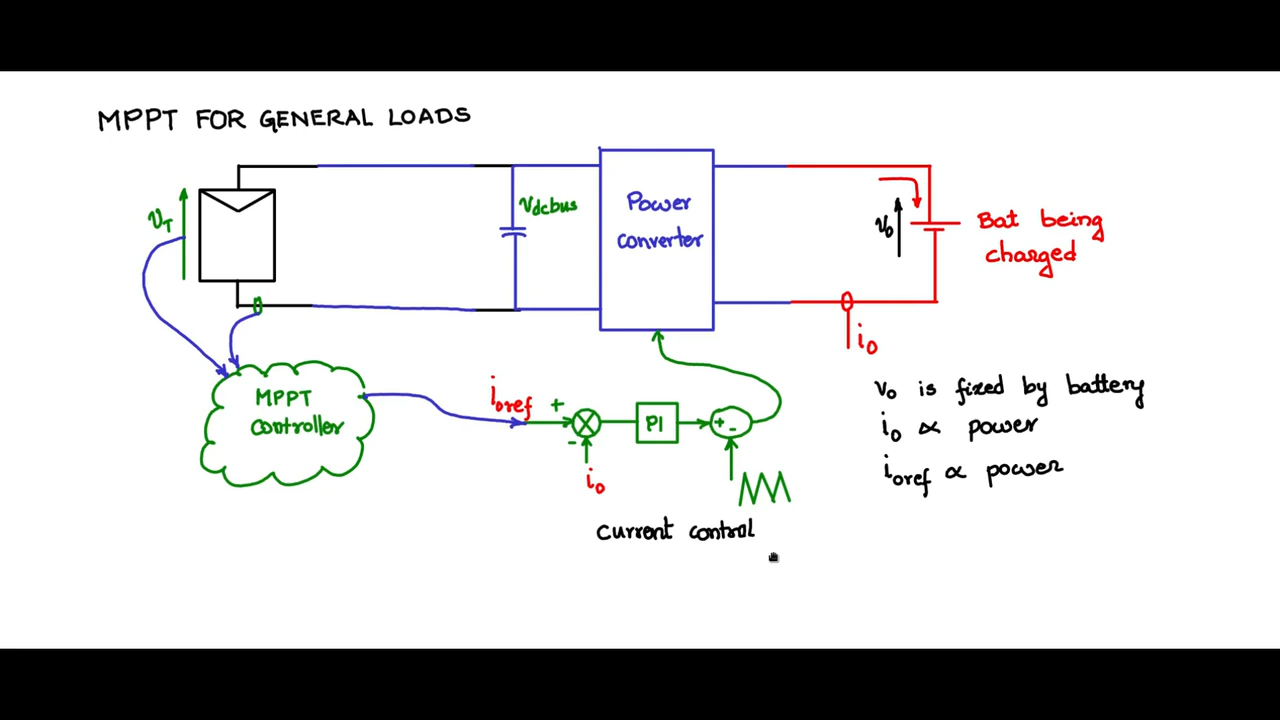 MPPT FOR GENERAL LOADS
vT
Vdcbus
Power
converter
vo
Bat being
charged
io
MPPT
controller
ioref
+
-
PI
+ -
io
current control
vo is fixed by battery
io ∝ power
ioref ∝ power